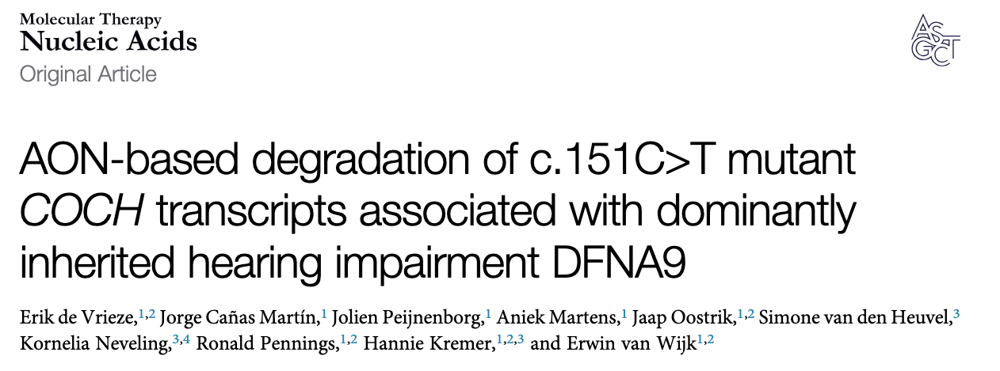 Molecular Therapy
Nucleic Acids
Original Article
ASGCT
AON-based degradation of c.151C>T mutant
COCH transcripts associated with dominantly
inherited hearing impairment DFNA9
Erik de Vrieze,1,2 Jorge Cañas Martín,1 Jolien Peijnenborg,1 Aniek Martens,1 Jaap Oostrik,1,2 Simone van den Heuvel,3
Kornelia Neveling,3,4 Ronald Pennings,1,2 Hannie Kremer,1,2,3 and Erwin van Wijk1,2